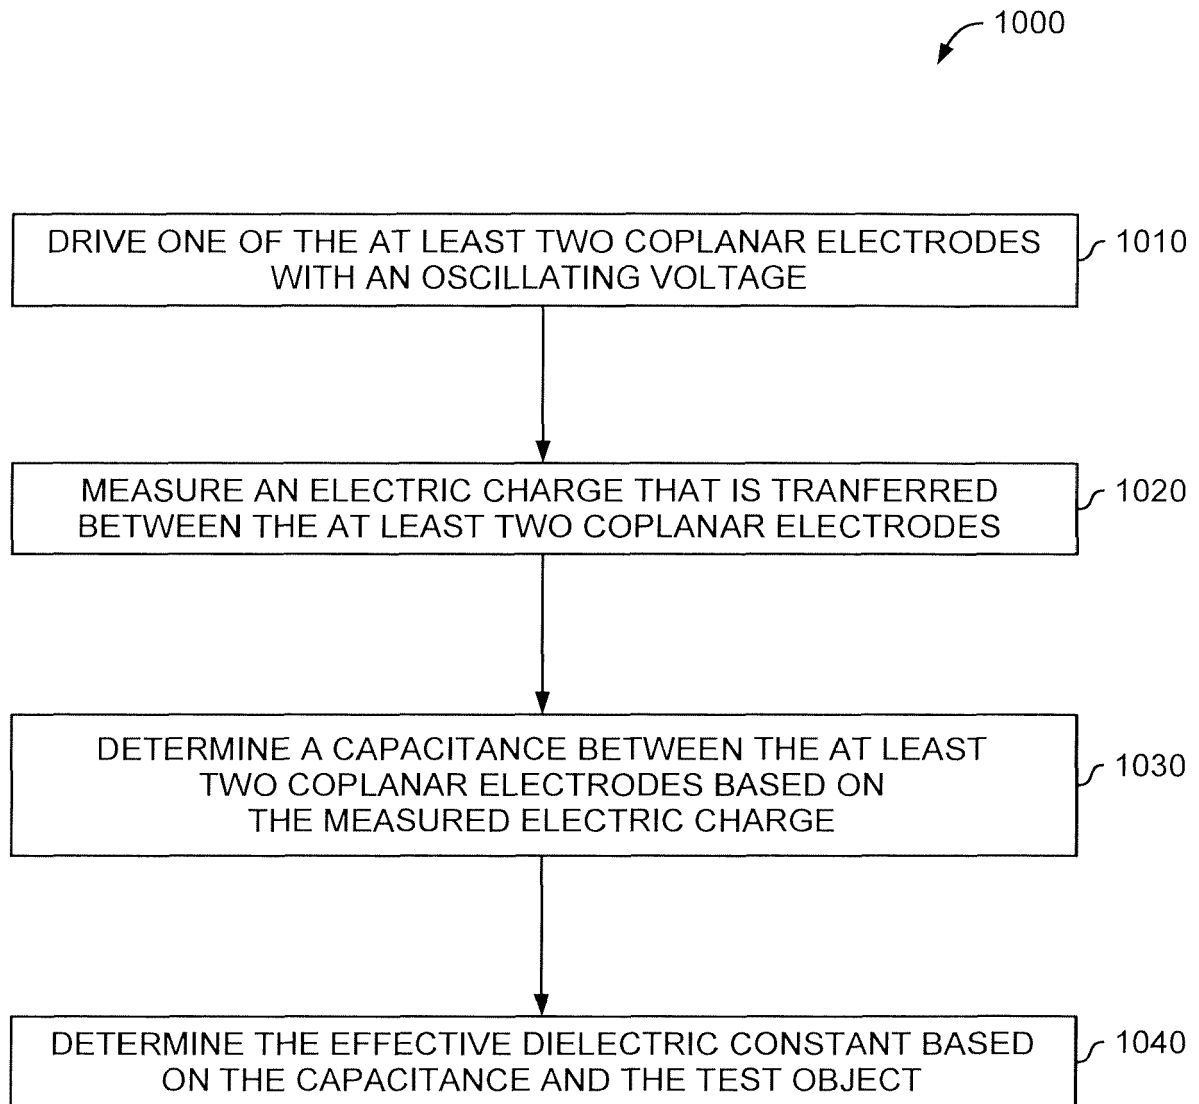 1000
DRIVE ONE OF THE AT LEAST TWO COPLANAR ELECTRODES
WITH AN OSCILLATING VOLTAGE
1010
MEASURE AN ELECTRIC CHARGE THAT IS TRANFERRED
BETWEEN THE AT LEAST TWO COPLANAR ELECTRODES
1020
DETERMINE A CAPACITANCE BETWEEN THE AT LEAST
TWO COPLANAR ELECTRODES BASED ON
THE MEASURED ELECTRIC CHARGE
1030
DETERMINE THE EFFECTIVE DIELECTRIC CONSTANT BASED
ON THE CAPACITANCE AND THE TEST OBJECT
1040